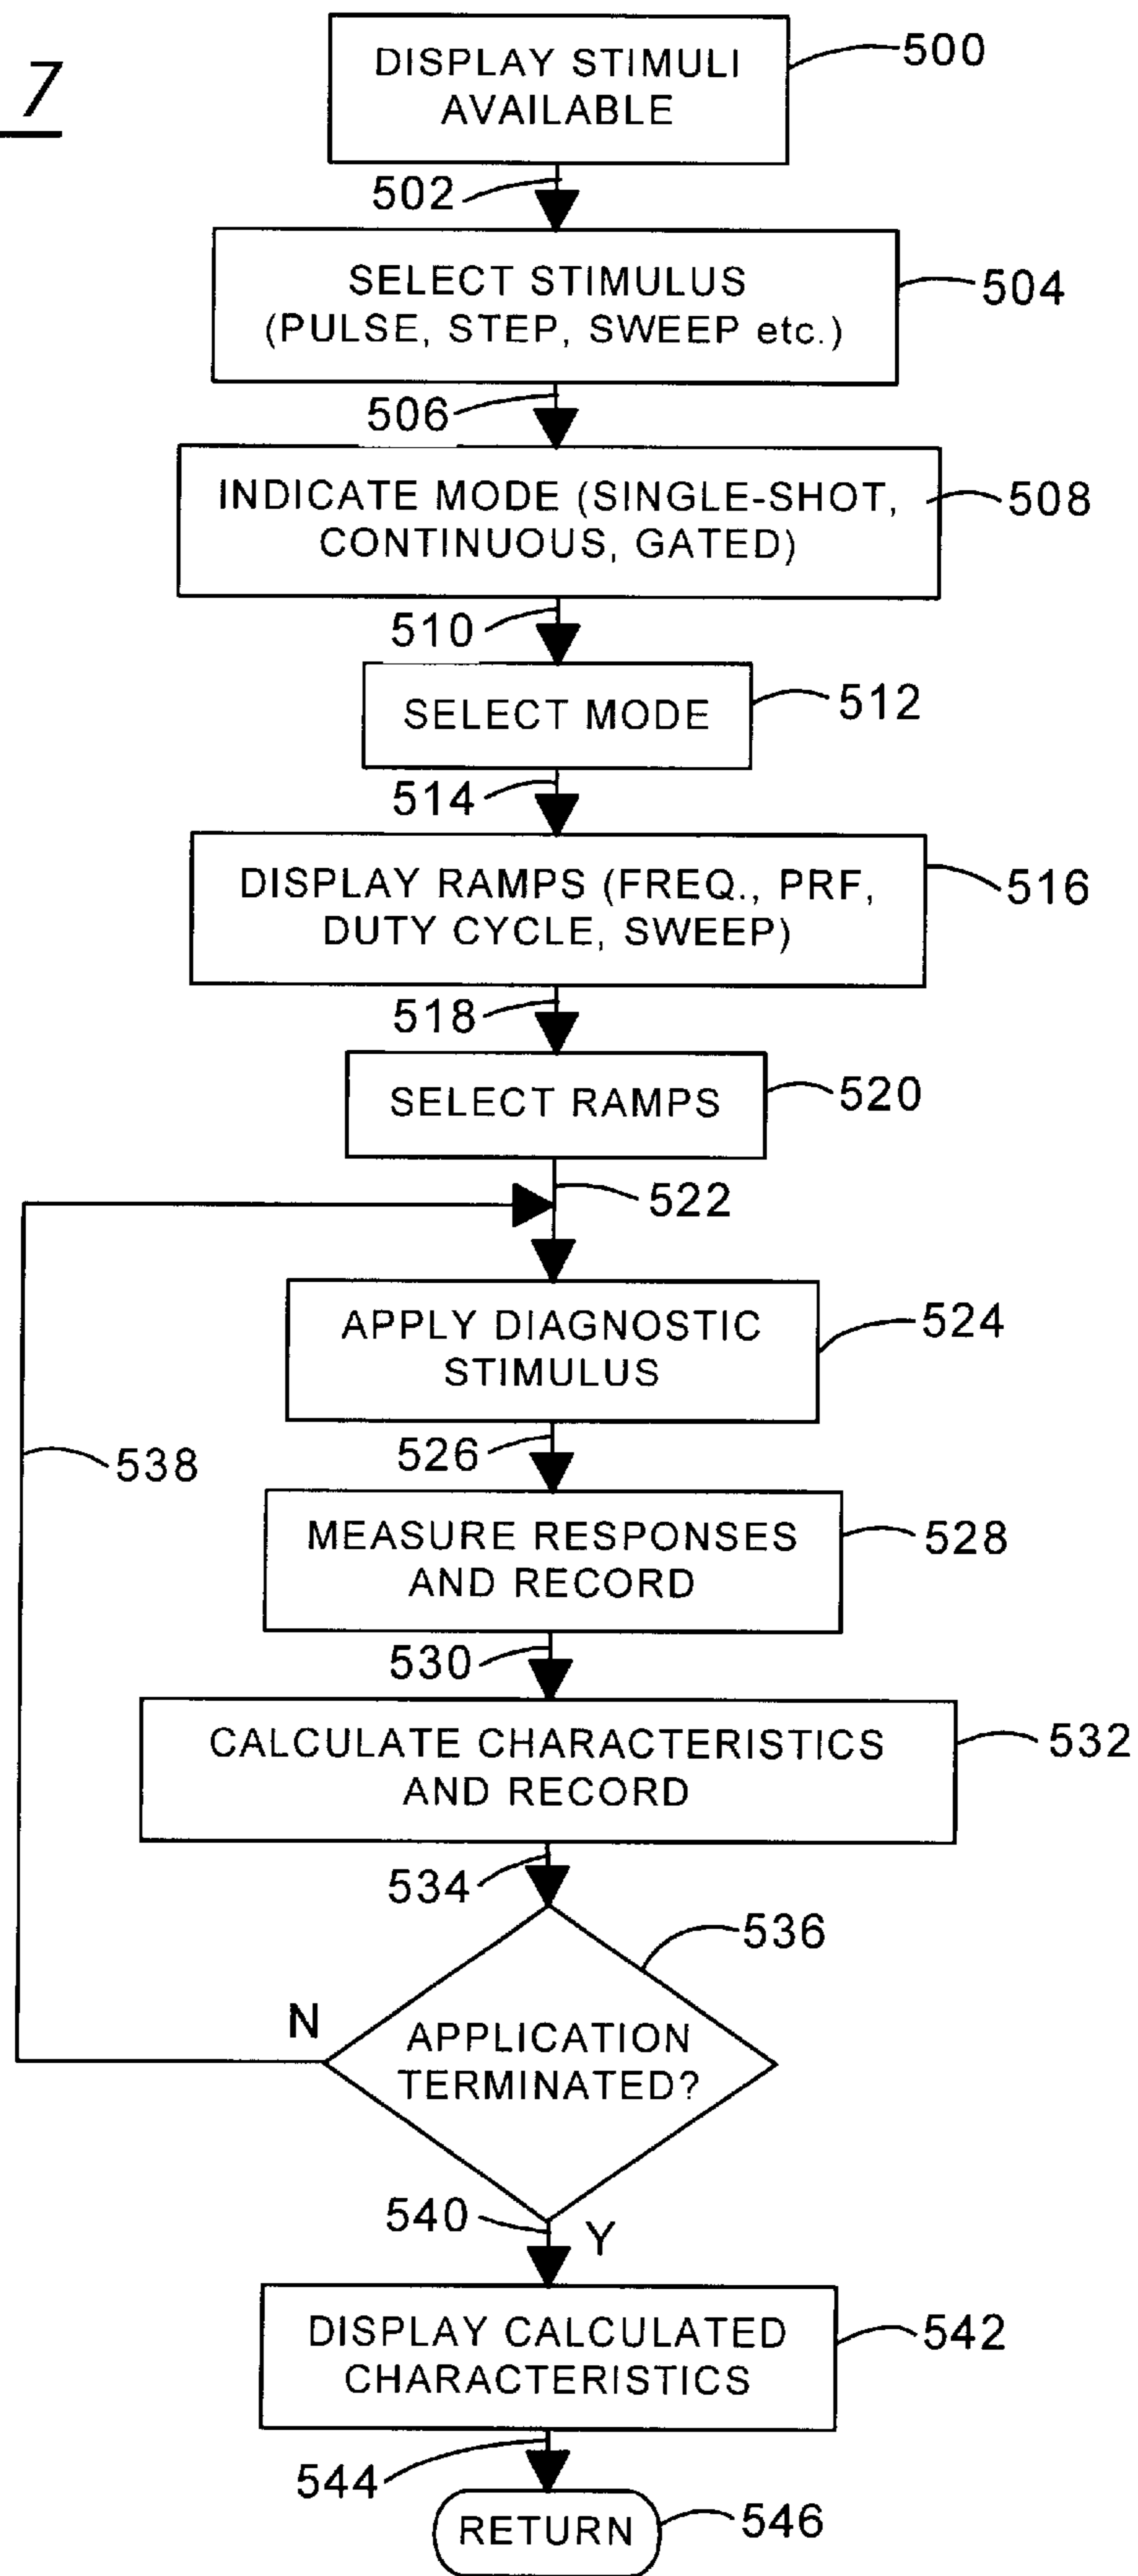 7
DISPLAY STIMULI
AVAILABLE
500
502
SELECT STIMULUS
(PULSE, STEP, SWEEP etc.)
504
506
INDICATE MODE (SINGLE-SHOT,
CONTINUOUS, GATED)
508
510
SELECT MODE
512
514
DISPLAY RAMPS (FREQ., PRF,
DUTY CYCLE, SWEEP)
516
518
SELECT RAMPS
520
522
APPLY DIAGNOSTIC
STIMULUS
524
526
538
MEASURE RESPONSES
AND RECORD
528
530
CALCULATE CHARACTERISTICS
AND RECORD
532
534
536
N
APPLICATION
TERMINATED?
540
Y
DISPLAY CALCULATED
CHARACTERISTICS
542
544
RETURN
546